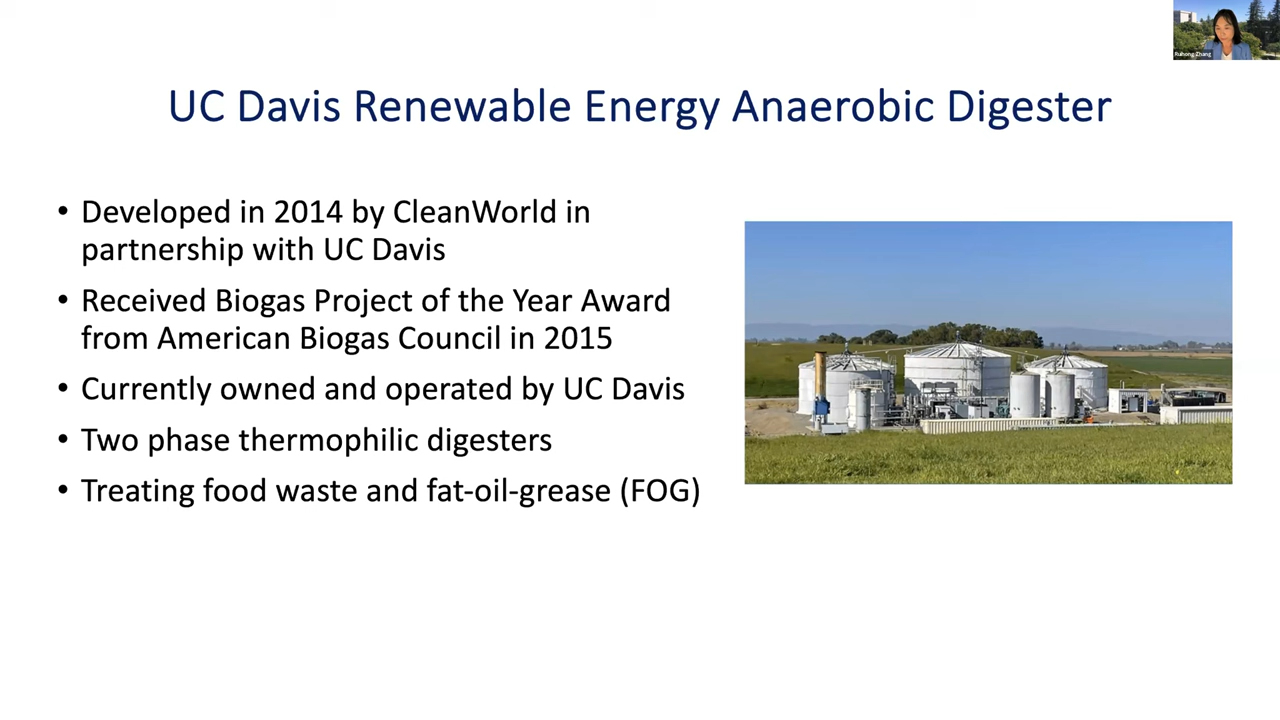 Ruihong Zhang
UC Davis Renewable Energy Anaerobic Digester
• Developed in 2014 by CleanWorld in
partnership with UC Davis
• Received Biogas Project of the Year Award
from American Biogas Council in 2015
• Currently owned and operated by UC Davis
• Two phase thermophilic digesters
• Treating food waste and fat-oil-grease (FOG)